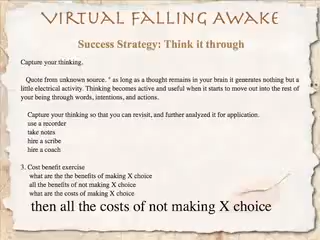 Virtual Falling Awake
Success Strategy: Think it through
Capture your thinking.
Quote from unknown source. " as long as a thought remains in your brain it generates nothing but a
little electrical activity. Thinking becomes active and useful when it starts to move out into the rest of
your being through words, intentions, and actions.
Capture your thinking so that you can revisit, and further analyzed it for application.
use a recorder
take notes
hire a scribe
hire a coach
3. Cost benefit exercise
what are the the benefits of making X choice
all the benefits of not making X choice
what are the costs of making X choice
then all the costs of not making X choice